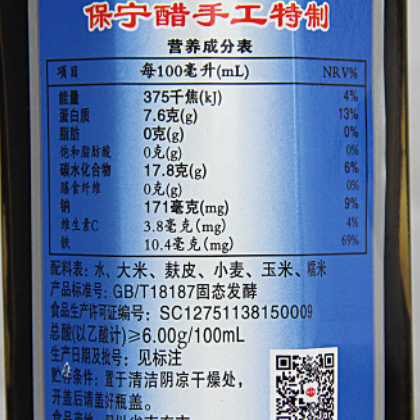 保宁醋手工特制
营养成分表
项目 每100毫升(mL) NRV%
能量 375千焦(kJ) 4%
蛋白质 7.6克(g) 13%
脂肪 0克(g) 0%
饱和脂肪酸 0克(g) 0%
碳水化合物 17.8克(g) 6%
膳食纤维 0克(g) 0%
钠 171毫克(mg) 9%
维生素C 3.8毫克(mg) 4%
铁 10.4毫克(mg) 69%
配料表: 水、大米、麸皮、小麦、玉米、糯米
产品标准号: GB/T18187固态发酵
食品生产许可证编号: SC12751138150009
总酸(以乙酸计)≥6.00g/100mL
生产日期及批号: 见标注
贮存条件: 置于清洁阴凉干燥处,
开盖后请盖好瓶盖。